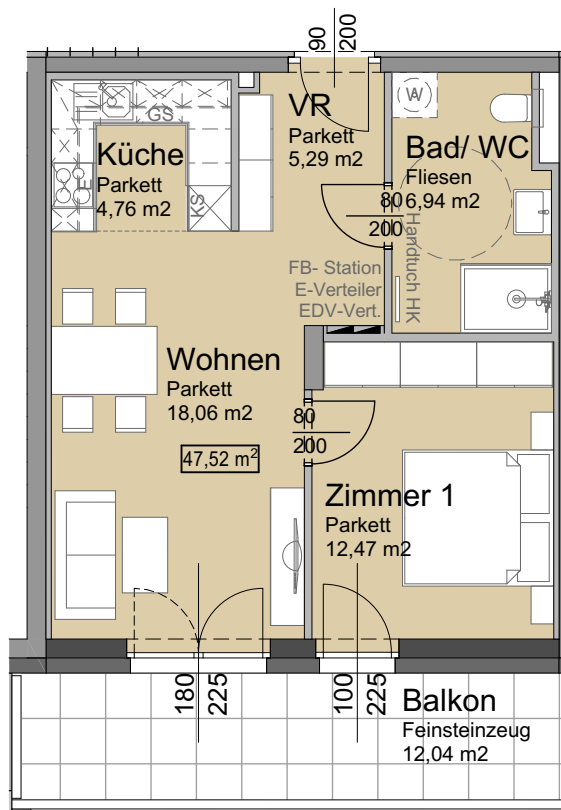 90
200
VR
Parkett
5,29 m2
W
GS
Küche
Parkett
4,76 m2
E
KS
Bad/ WC
Fliesen
6,94 m2
80
200
Handtuch HK
FB- Station
E-Verteiler
EDV-Vert.
Wohnen
Parkett
18,06 m2
47,52 m²
80
200
Zimmer 1
Parkett
12,47 m2
180
225
100
225
Balkon
Feinsteinzeug
12,04 m2